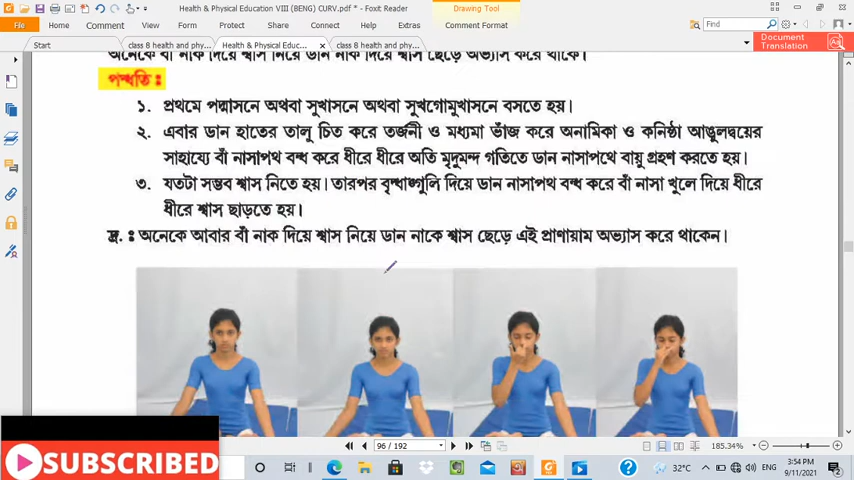 Health & Physical Education VIII (BENG) CURV.pdf * - Foxt Reader
Drawing Tool
File Home Comment View Form Protect Share Connect Help Extras Comment Format
Find
Start class 8 health and phy... Health & Physical Educ... class 8 health and phy...
Document Translation
অনেকে বাঁ নাক দিয়ে শ্বাস নিয়ে ডান নাক দিয়ে শ্বাস ছেড়ে অভ্যাস করে থাকে।
পদ্ধতি :
১. প্রথমে পদ্মাসনে অথবা সুখাসনে অথবা সুখগোমুখাসনে বসতে হয়।
২. এবার ডান হাতের তালু চিত করে তর্জনী ও মধ্যমা ভাঁজ করে অনামিকা ও কনিষ্ঠা আঙুলদ্বয়ের
সাহায্যে বাঁ নাসাপথ বন্ধ করে ধীরে ধীরে অতি মৃদুমন্দ গতিতে ডান নাসাপথে বায়ু গ্রহণ করতে হয়।
৩. যতটা সম্ভব শ্বাস নিতে হয়। তারপর বৃদ্ধাঙ্গুলি দিয়ে ডান নাসাপথ বন্ধ করে বাঁ নাসা খুলে দিয়ে ধীরে
ধীরে শ্বাস ছাড়তে হয়।
দ্র. : অনেকে আবার বাঁ নাক দিয়ে শ্বাস নিয়ে ডান নাকে শ্বাস ছেড়ে এই প্রাণায়াম অভ্যাস করে থাকেন।
96 / 192
185.34%
SUBSCRIBED
32°C ENG
3:54 PM
9/11/2021